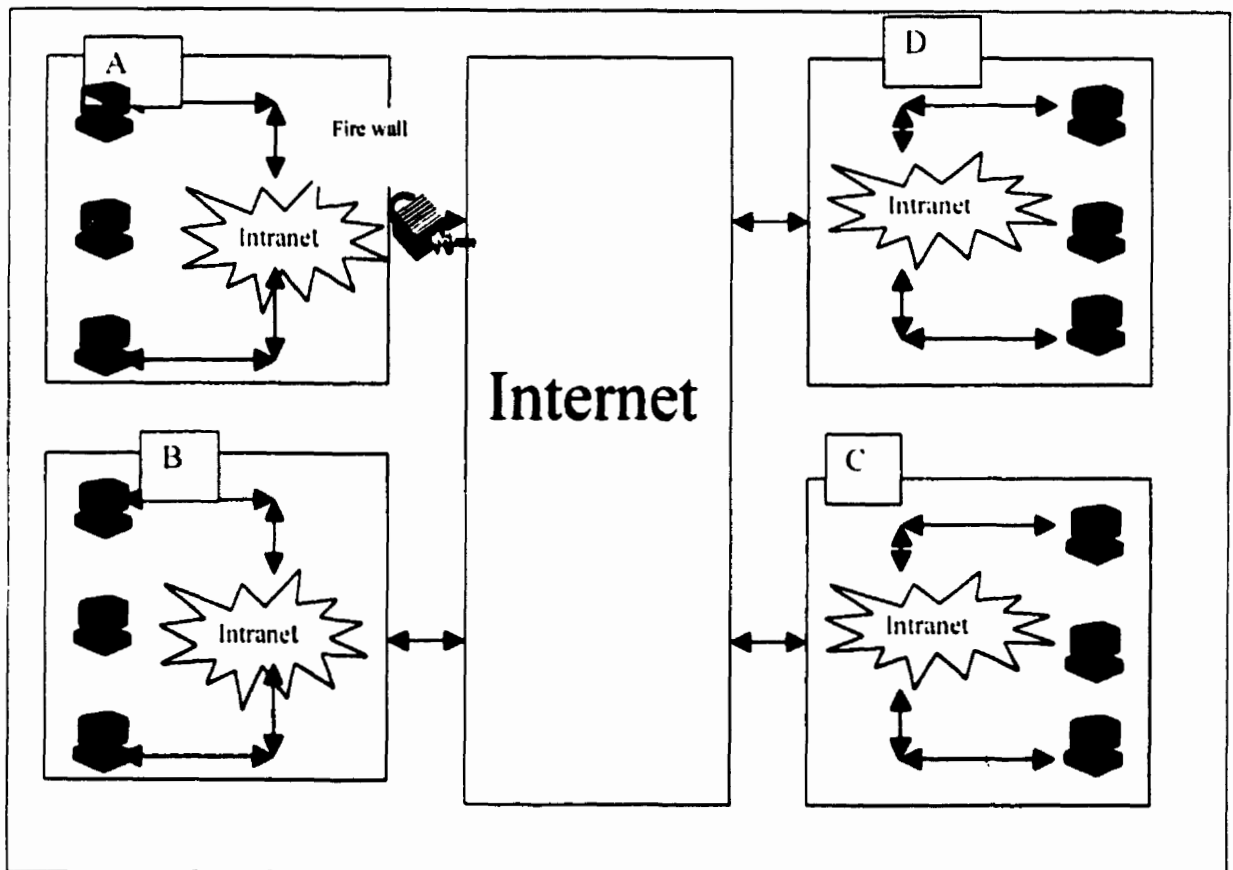 A
D
Fire wall
Intranet
Intranet
Internet
B
C
Intranet
Intranet